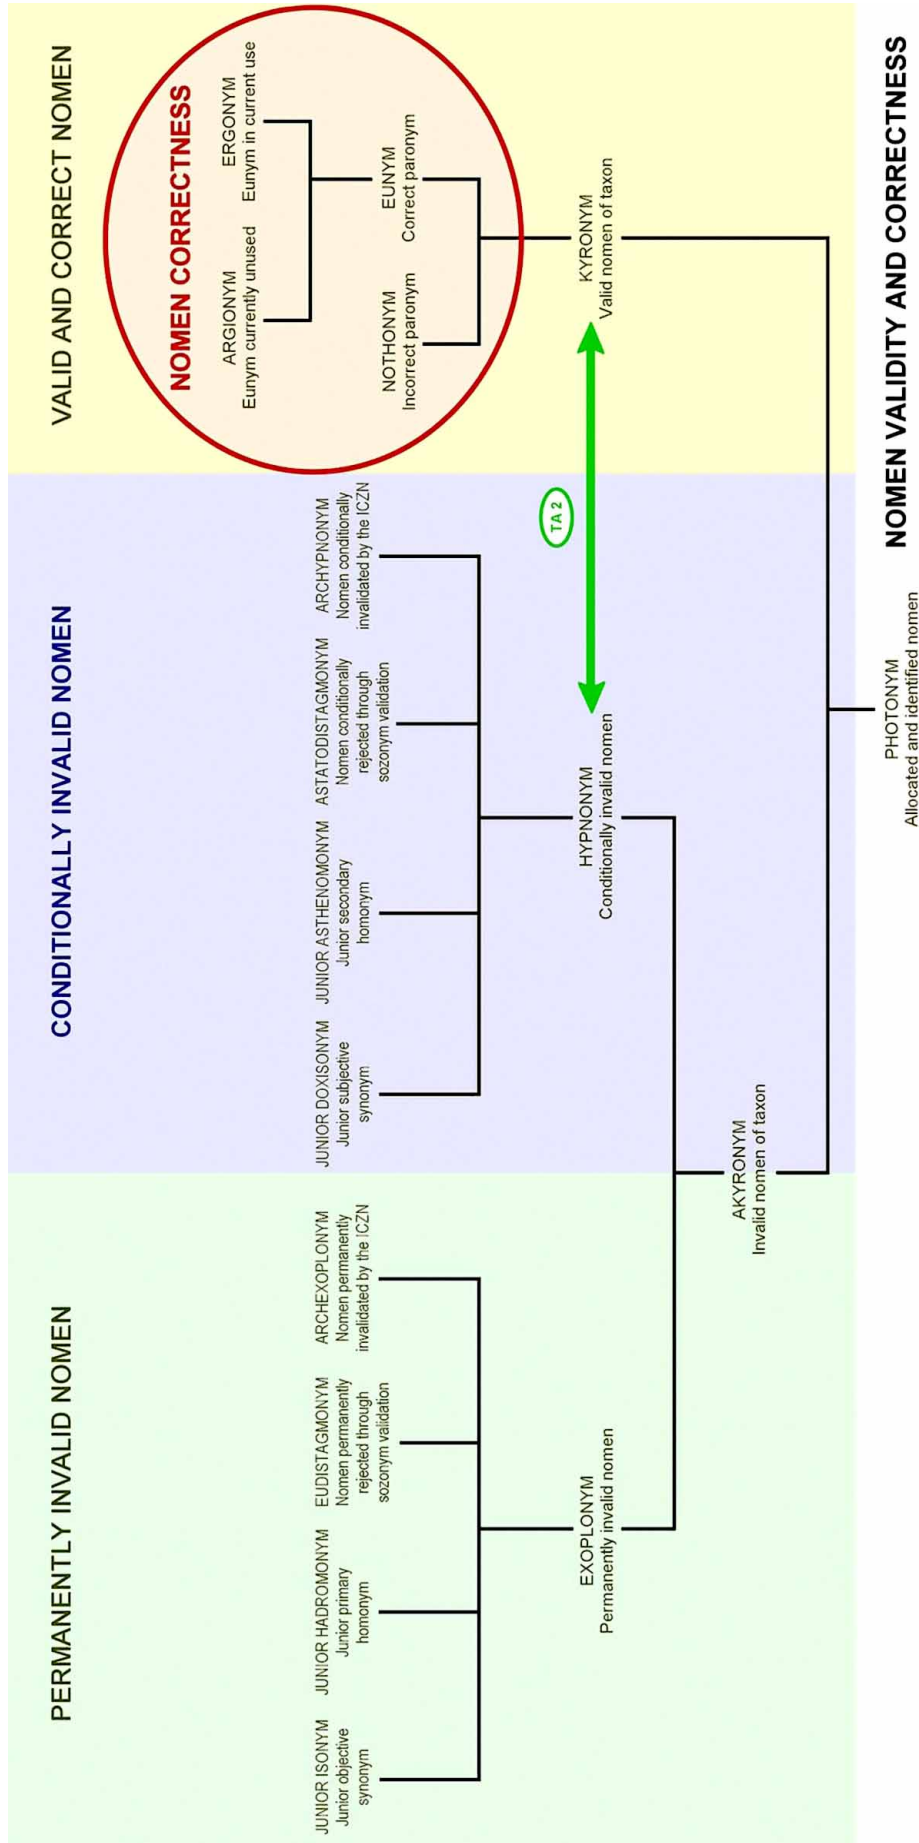 PERMANENTLY INVALID NOMEN
CONDITIONALLY INVALID NOMEN
VALID AND CORRECT NOMEN
NOMEN CORRECTNESS
ARGIONYM
Eunym currently unused
ERGONYM
Eunym in current use
JUNIOR ISONYM
Junior objective
synonym
JUNIOR HADROMONYM
Junior primary
homonym
EUDISTAGMONYM
Nomen permanently
rejected through
sozonym validation
ARCHEXOPLONYM
Nomen permanently
invalidated by the ICZN
JUNIOR DOXISONYM
Junior subjective
synonym
JUNIOR ASTHENOMONYM
Junior secondary
homonym
ASTATODISTAGMONYM
Nomen conditionally
rejected through
sozonym validation
ARCHYPNONYM
Nomen conditionally
invalidated by the ICZN
NOTHONYM
Incorrect paronym
EUNYM
Correct paronym
TA 2
EXOPLONYM
Permanently invalid nomen
HYPNONYM
Conditionally invalid nomen
KYRONYM
Valid nomen of taxon
AKYRONYM
Invalid nomen of taxon
PHOTONYM
Allocated and identified nomen
NOMEN VALIDITY AND CORRECTNESS